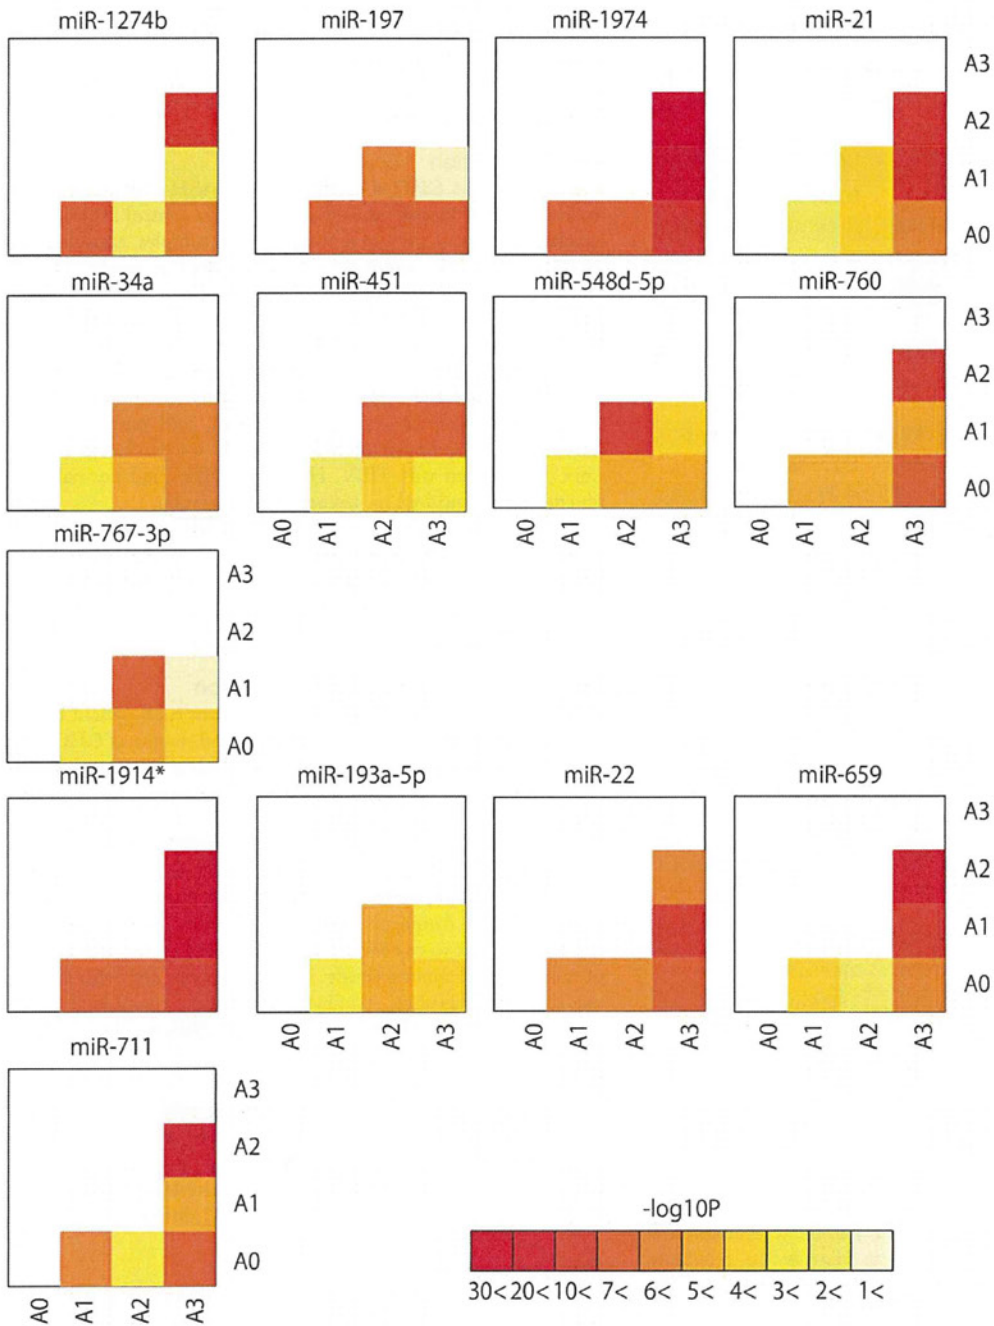 miR-1274b miR-197 miR-1974 miR-21
A3
A2
A1
A0
miR-34a miR-451 miR-548d-5p miR-760
A3
A2
A1
A0
A0 A1 A2 A3 A0 A1 A2 A3 A0 A1 A2 A3
miR-767-3p
A3
A2
A1
A0
miR-1914* miR-193a-5p miR-22 miR-659
A3
A2
A1
A0
A0 A1 A2 A3 A0 A1 A2 A3 A0 A1 A2 A3
miR-711
A3
A2
A1
A0
A0 A1 A2 A3
-log10P
30< 20< 10< 7< 6< 5< 4< 3< 2< 1<